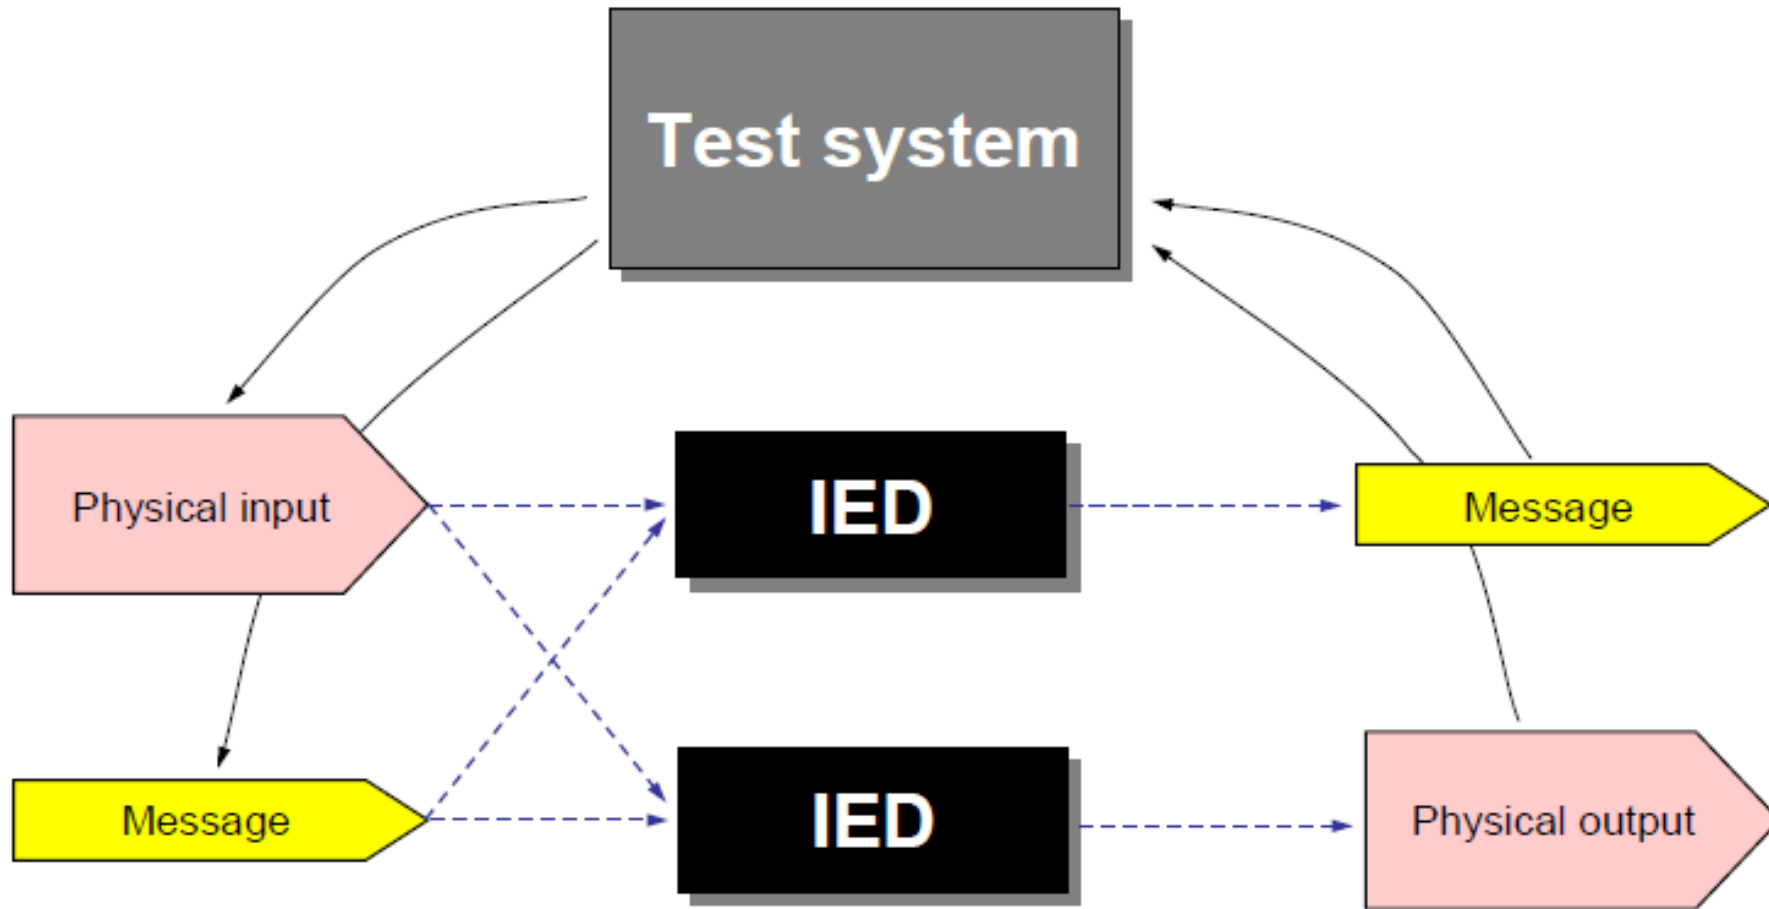 Test system
Physical input
IED
Message
Message
IED
Physical output